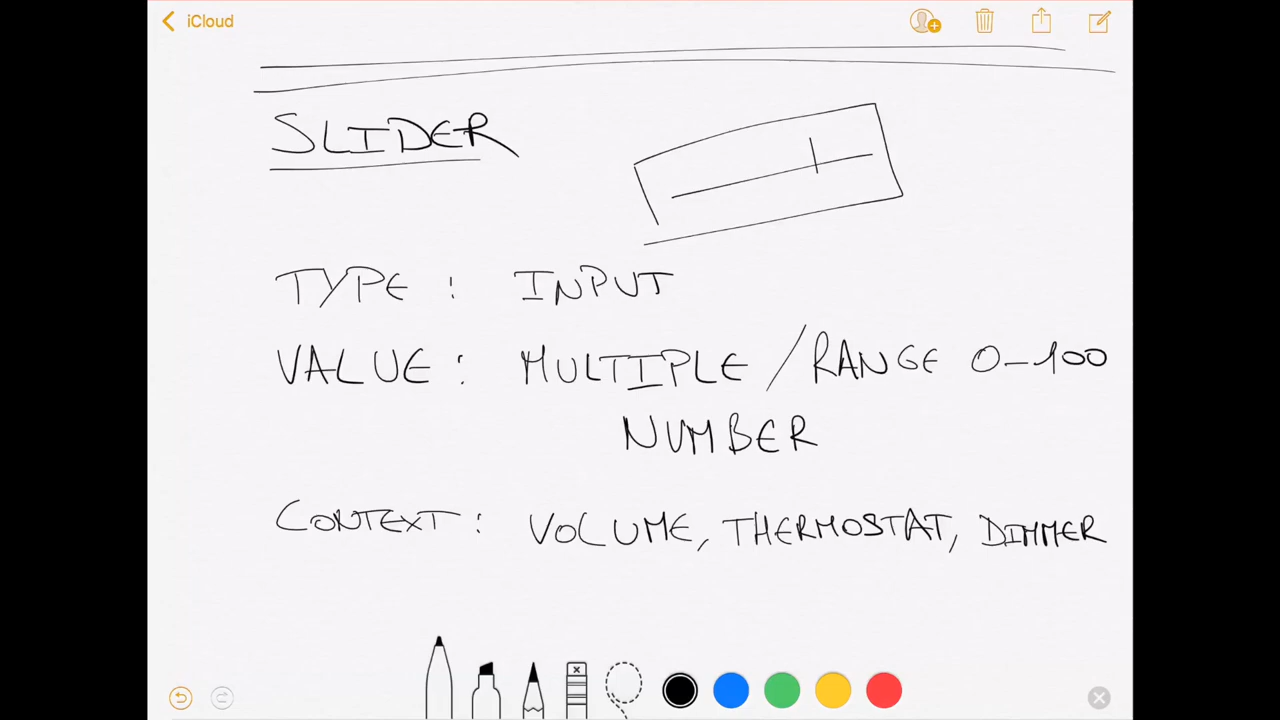 iCloud
SLIDER
TYPE : INPUT
VALUE : MULTIPLE / RANGE 0-100
NUMBER
CONTEXT : VOLUME, THERMOSTAT, DIMMER